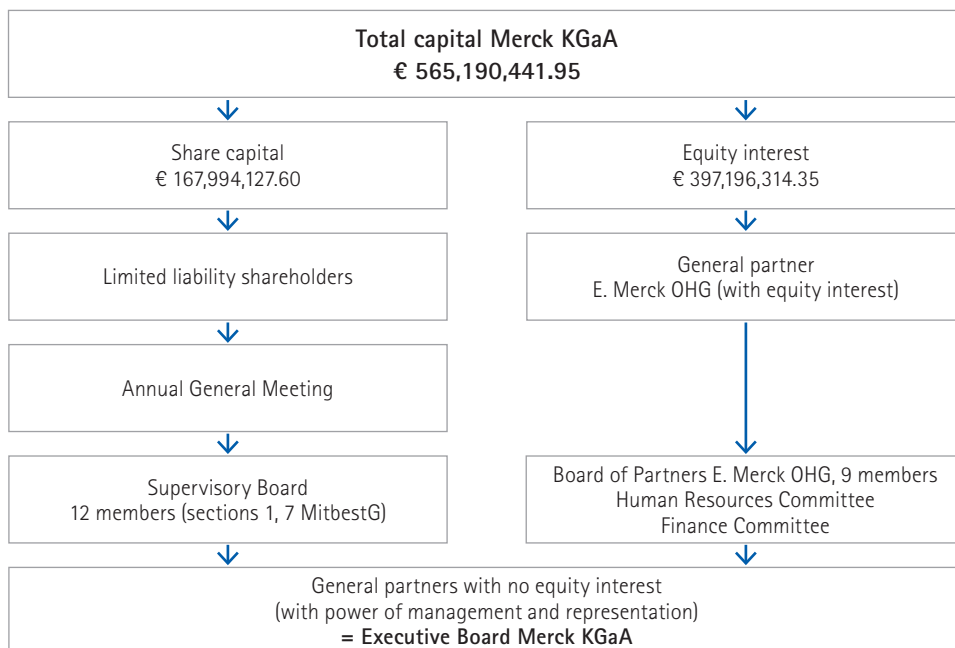 Total capital Merck KGaA
€ 565,190,441.95
Share capital
€ 167,994,127.60
Equity interest
€ 397,196,314.35
Limited liability shareholders
General partner
E. Merck OHG (with equity interest)
Annual General Meeting
Supervisory Board
12 members (sections 1, 7 MitbestG)
Board of Partners E. Merck OHG, 9 members
Human Resources Committee
Finance Committee
General partners with no equity interest
(with power of management and representation)
= Executive Board Merck KGaA